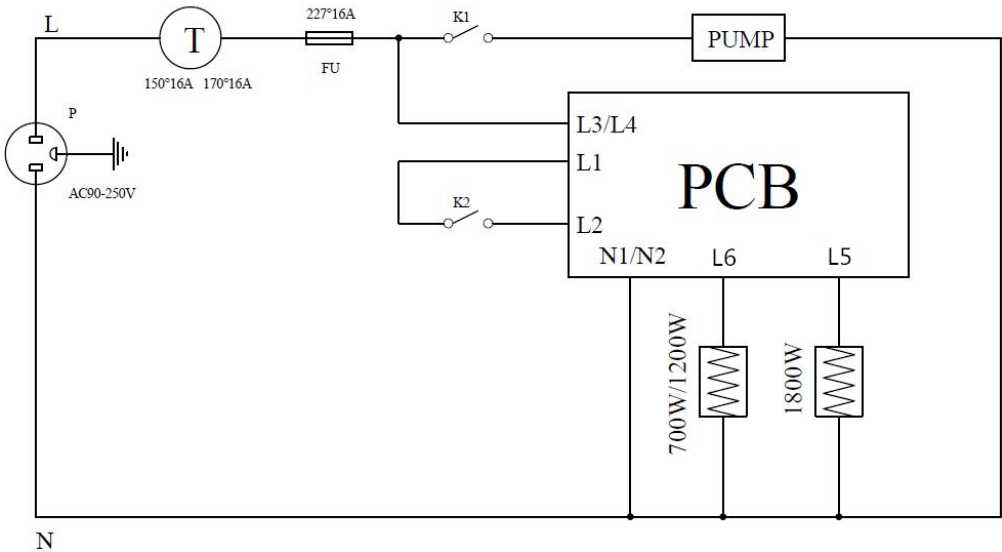 L
T
227°16A
K1
PUMP
150°16A 170°16A
FU
P
L3/L4
AC90-250V
L1
PCB
K2
L2
N1/N2 L6 L5
700W/1200W
1800W
N